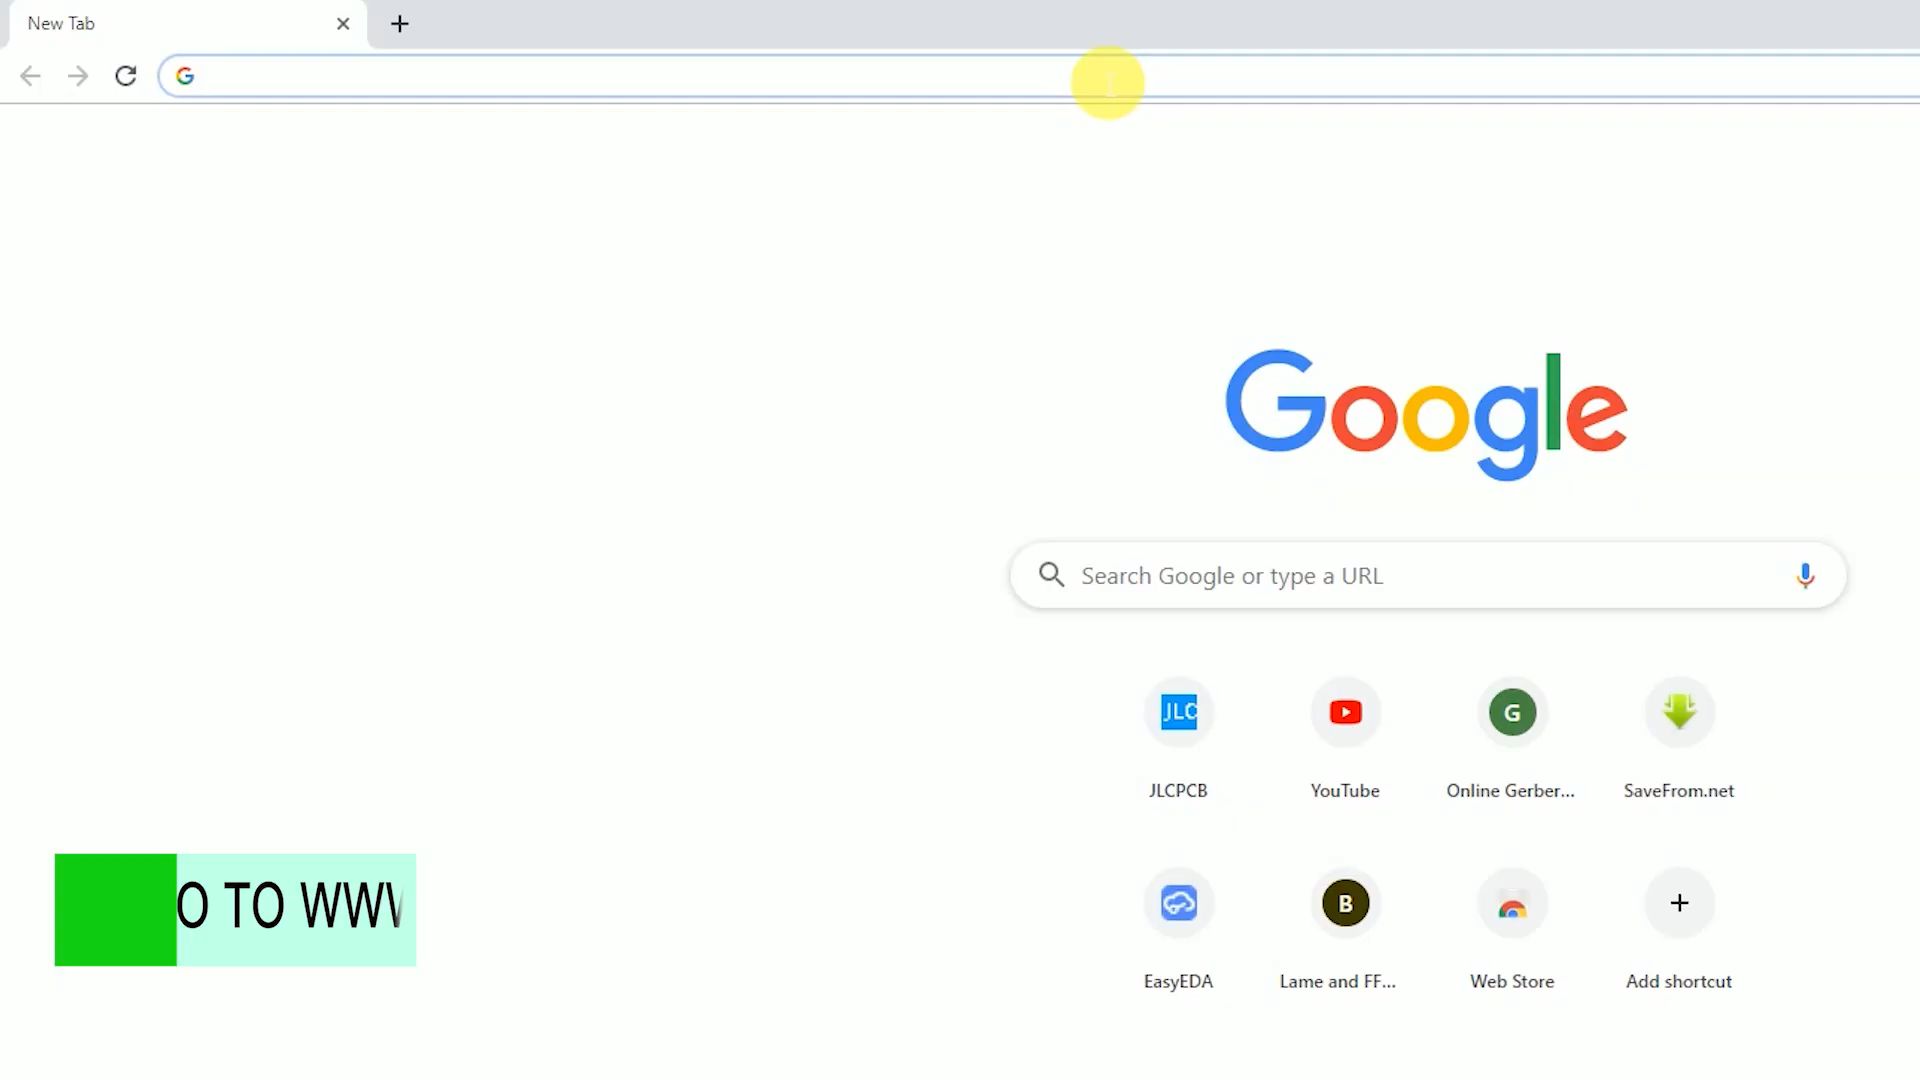 New Tab
Google
Search Google or type a URL
JLC
G
JLCPCB
YouTube
Online Gerber...
SaveFrom.net
B
EasyEDA
Lame and FF...
Web Store
Add shortcut
O TO WWW